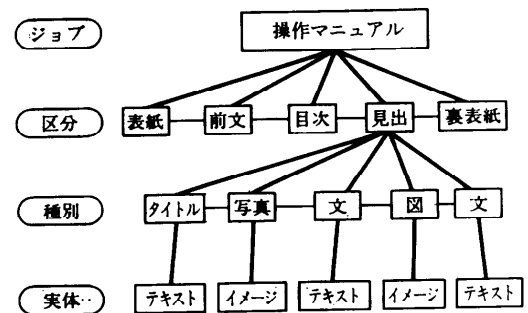 ジョブ 操作マニュアル
区分 表紙 前文 目次 見出 裏表紙
種別 タイトル 写真 文 図 文
実体 テキスト イメージ テキスト イメージ テキスト